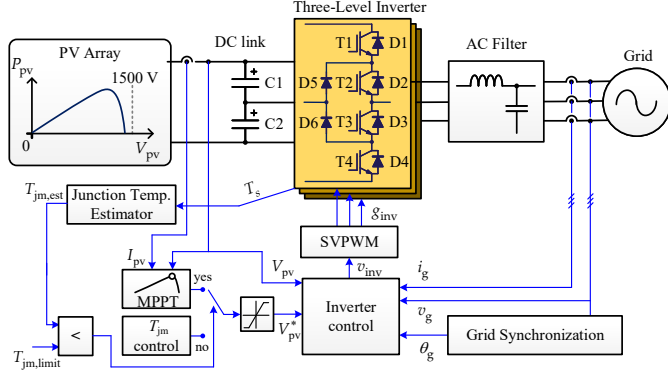 Three-Level Inverter
PV Array
DC link
AC Filter
Grid
P_pv
1500 V
0
V_pv
C1
C2
T1
D1
D5
T2
D2
D6
T3
D3
T4
D4
T_jm,est
Junction Temp.
Estimator
T_s
g_inv
SVPWM
I_pv
V_pv
v_inv
i_g
yes
MPPT
Inverter
control
v_g
T_jm
control
no
V_pv*
Grid Synchronization
θ_g
<
T_jm,limit